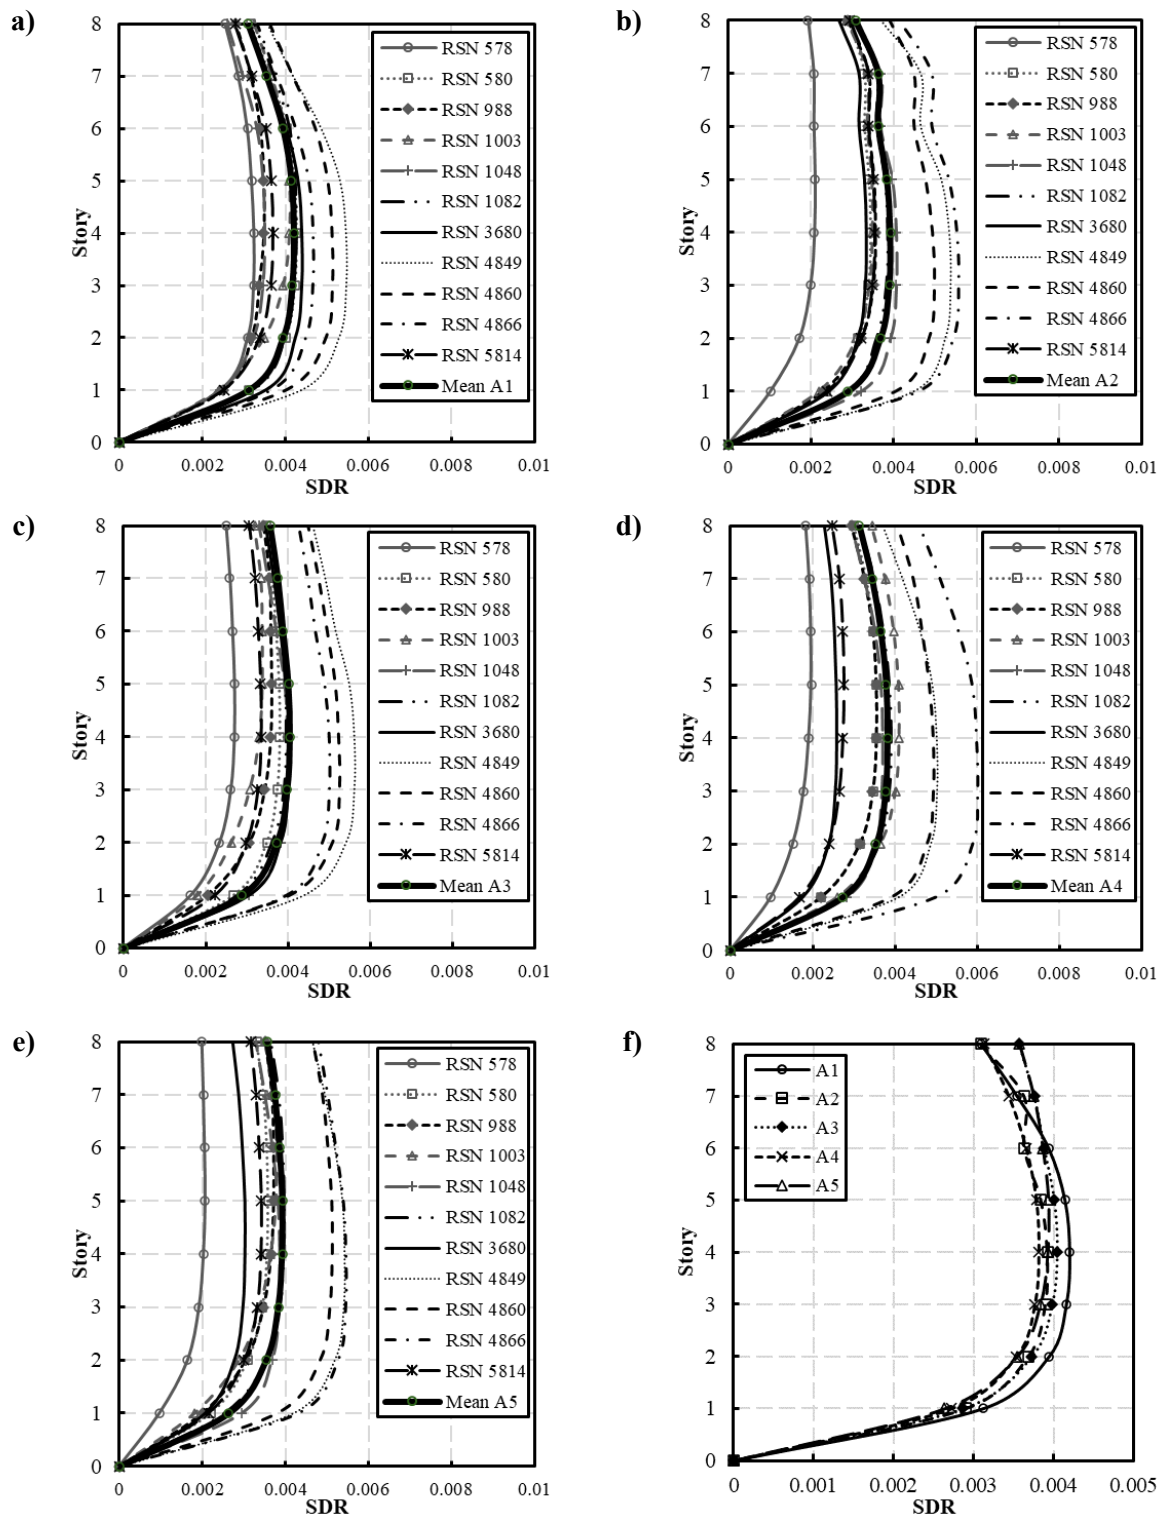 a)
8
7
6
5
4
3
2
1
0
Story
0 0.002 0.004 0.006 0.008 0.01
SDR
RSN 578
RSN 580
RSN 988
RSN 1003
RSN 1048
RSN 1082
RSN 3680
RSN 4849
RSN 4860
RSN 4866
RSN 5814
Mean A1
b)
8
7
6
5
4
3
2
1
0
Story
0 0.002 0.004 0.006 0.008 0.01
SDR
RSN 578
RSN 580
RSN 988
RSN 1003
RSN 1048
RSN 1082
RSN 3680
RSN 4849
RSN 4860
RSN 4866
RSN 5814
Mean A2
c)
8
7
6
5
4
3
2
1
0
Story
0 0.002 0.004 0.006 0.008 0.01
SDR
RSN 578
RSN 580
RSN 988
RSN 1003
RSN 1048
RSN 1082
RSN 3680
RSN 4849
RSN 4860
RSN 4866
RSN 5814
Mean A3
d)
8
7
6
5
4
3
2
1
0
Story
0 0.002 0.004 0.006 0.008 0.01
SDR
RSN 578
RSN 580
RSN 988
RSN 1003
RSN 1048
RSN 1082
RSN 3680
RSN 4849
RSN 4860
RSN 4866
RSN 5814
Mean A4
e)
8
7
6
5
4
3
2
1
0
Story
0 0.002 0.004 0.006 0.008 0.01
SDR
RSN 578
RSN 580
RSN 988
RSN 1003
RSN 1048
RSN 1082
RSN 3680
RSN 4849
RSN 4860
RSN 4866
RSN 5814
Mean A5
f)
8
7
6
5
4
3
2
1
0
Story
0 0.001 0.002 0.003 0.004 0.005
SDR
A1
A2
A3
A4
A5